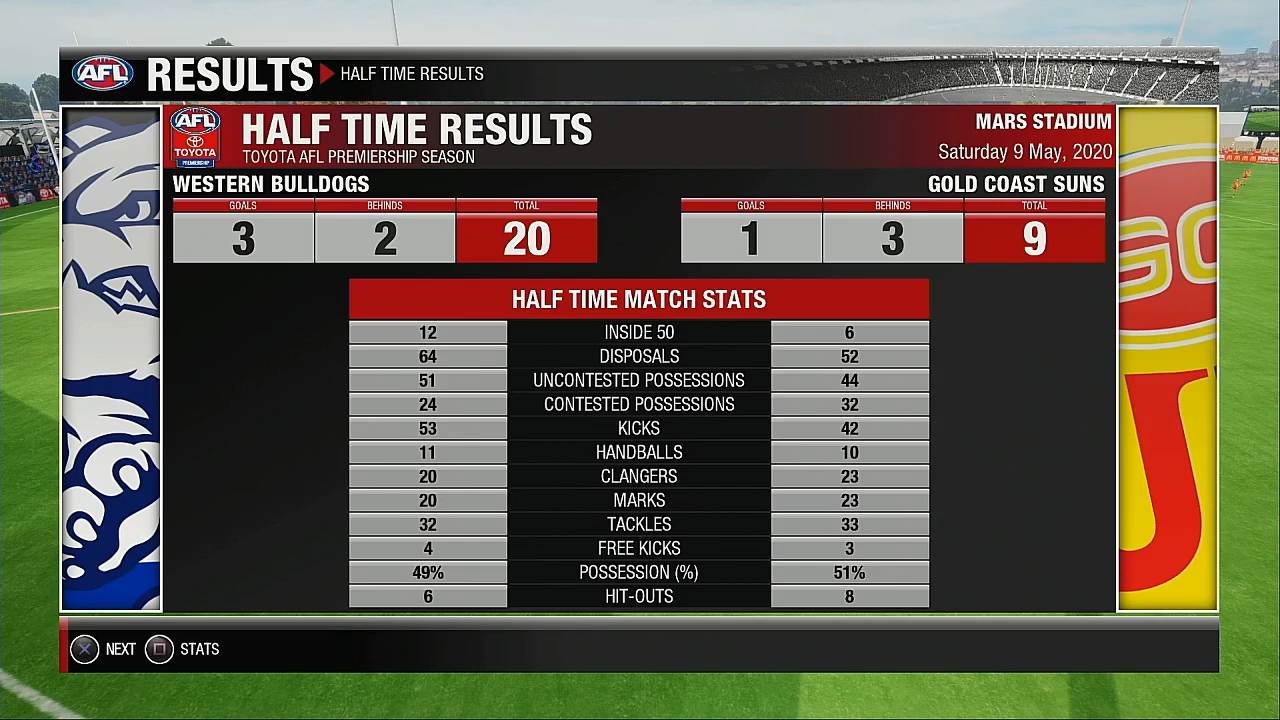 AFL RESULTS HALF TIME RESULTS
AFL TOYOTA PREMIERSHIP
HALF TIME RESULTS
TOYOTA AFL PREMIERSHIP SEASON
MARS STADIUM
Saturday 9 May, 2020
WESTERN BULLDOGS
GOLD COAST SUNS
GOALS BEHINDS TOTAL
3 2 20
GOALS BEHINDS TOTAL
1 3 9
HALF TIME MATCH STATS
12 INSIDE 50 6
64 DISPOSALS 52
51 UNCONTESTED POSSESSIONS 44
24 CONTESTED POSSESSIONS 32
53 KICKS 42
11 HANDBALLS 10
20 CLANGERS 23
20 MARKS 23
32 TACKLES 33
4 FREE KICKS 3
49% POSSESSION (%) 51%
6 HIT-OUTS 8
NEXT STATS